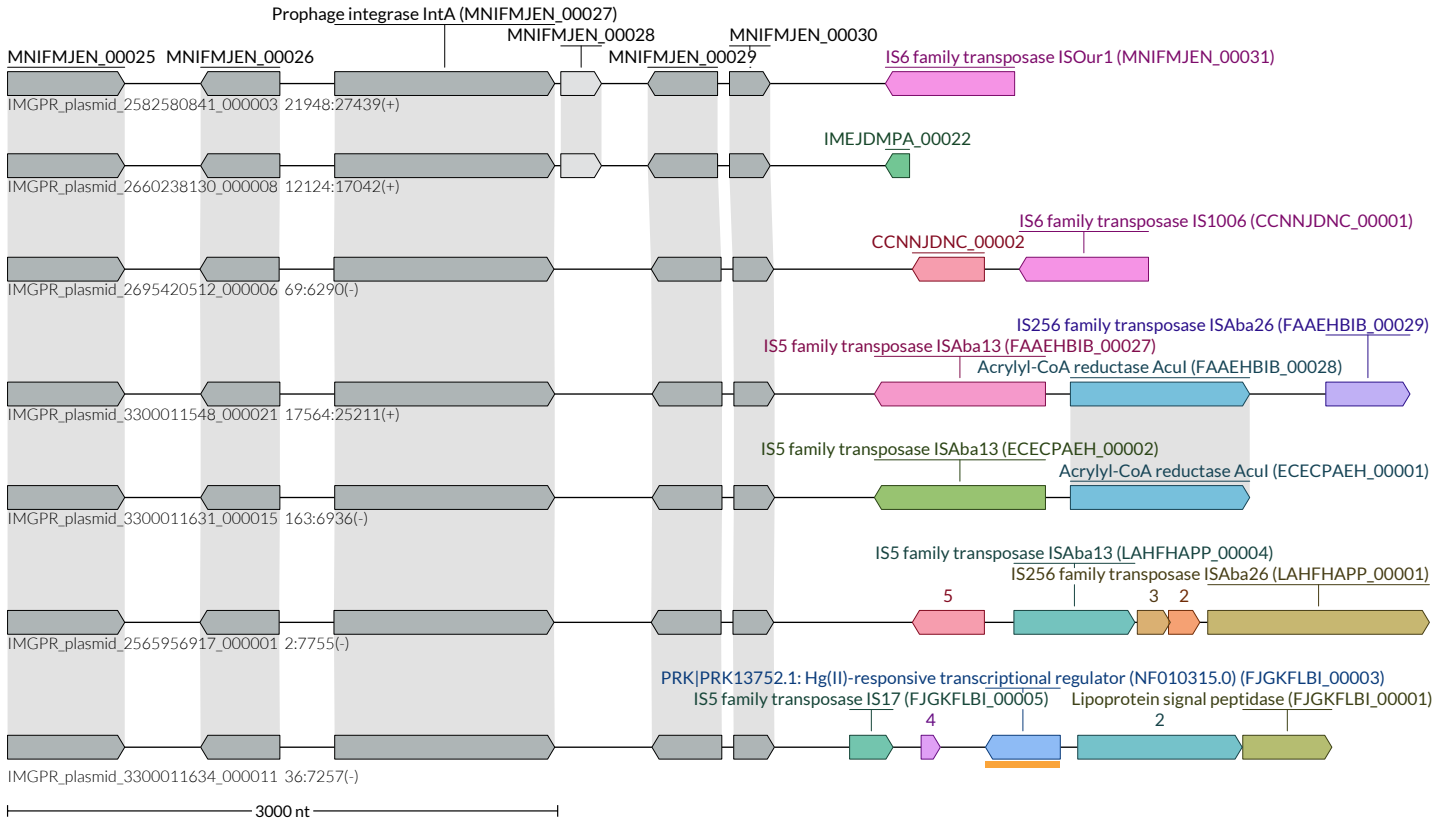 Prophage integrase IntA (MNIFMJEN_00027)
MNIFMJEN_00028 MNIFMJEN_00030
MNIFMJEN_00025 MNIFMJEN_00026 MNIFMJEN_00029 IS6 family transposase ISOur1 (MNIFMJEN_00031)
IMGPR_plasmid_2582580841_000003 21948:27439(+)
IMEJDMPA_00022
IMGPR_plasmid_2660238130_000008 12124:17042(+)
IS6 family transposase IS1006 (CCNNJDNC_00001)
CCNNJDNC_00002
IMGPR_plasmid_2695420512_000006 69:6290(-)
IS256 family transposase ISAba26 (FAAEHBIB_00029)
IS5 family transposase ISAba13 (FAAEHBIB_00027)
Acrylyl-CoA reductase AcuI (FAAEHBIB_00028)
IMGPR_plasmid_3300011548_000021 17564:25211(+)
IS5 family transposase ISAba13 (ECECPAEH_00002)
Acrylyl-CoA reductase AcuI (ECECPAEH_00001)
IMGPR_plasmid_3300011631_000015 163:6936(-)
IS5 family transposase ISAba13 (LAHFHAPP_00004)
IS256 family transposase ISAba26 (LAHFHAPP_00001)
5 3 2
IMGPR_plasmid_2565956917_000001 2:7755(-)
PRK|PRK13752.1: Hg(II)-responsive transcriptional regulator (NF010315.0) (FJGKFLBI_00003)
IS5 family transposase IS17 (FJGKFLBI_00005) Lipoprotein signal peptidase (FJGKFLBI_00001)
4 2
IMGPR_plasmid_3300011634_000011 36:7257(-)
3000 nt